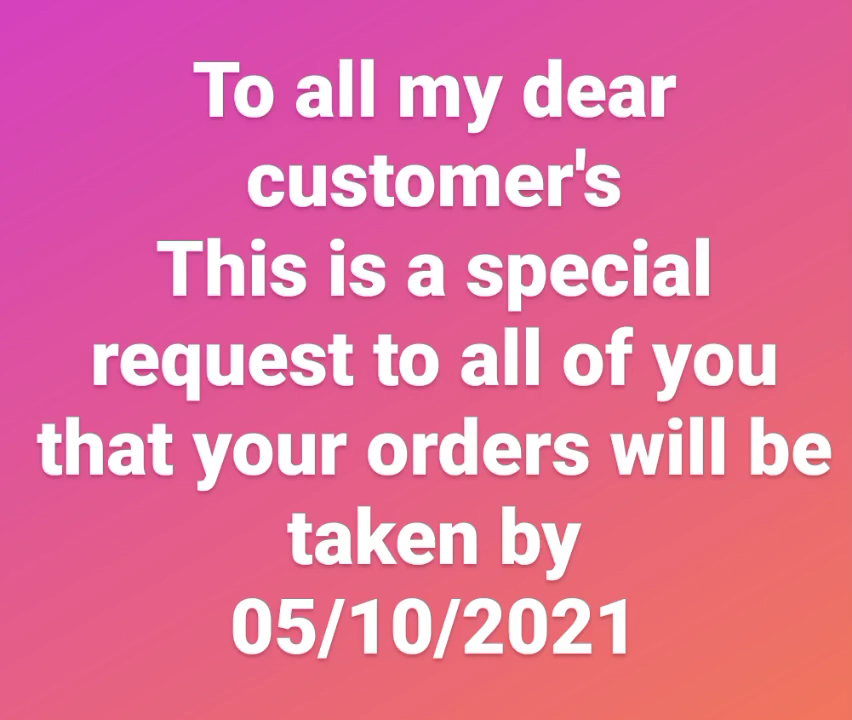 To all my dear
customer's
This is a special
request to all of you
that your orders will be
taken by
05/10/2021